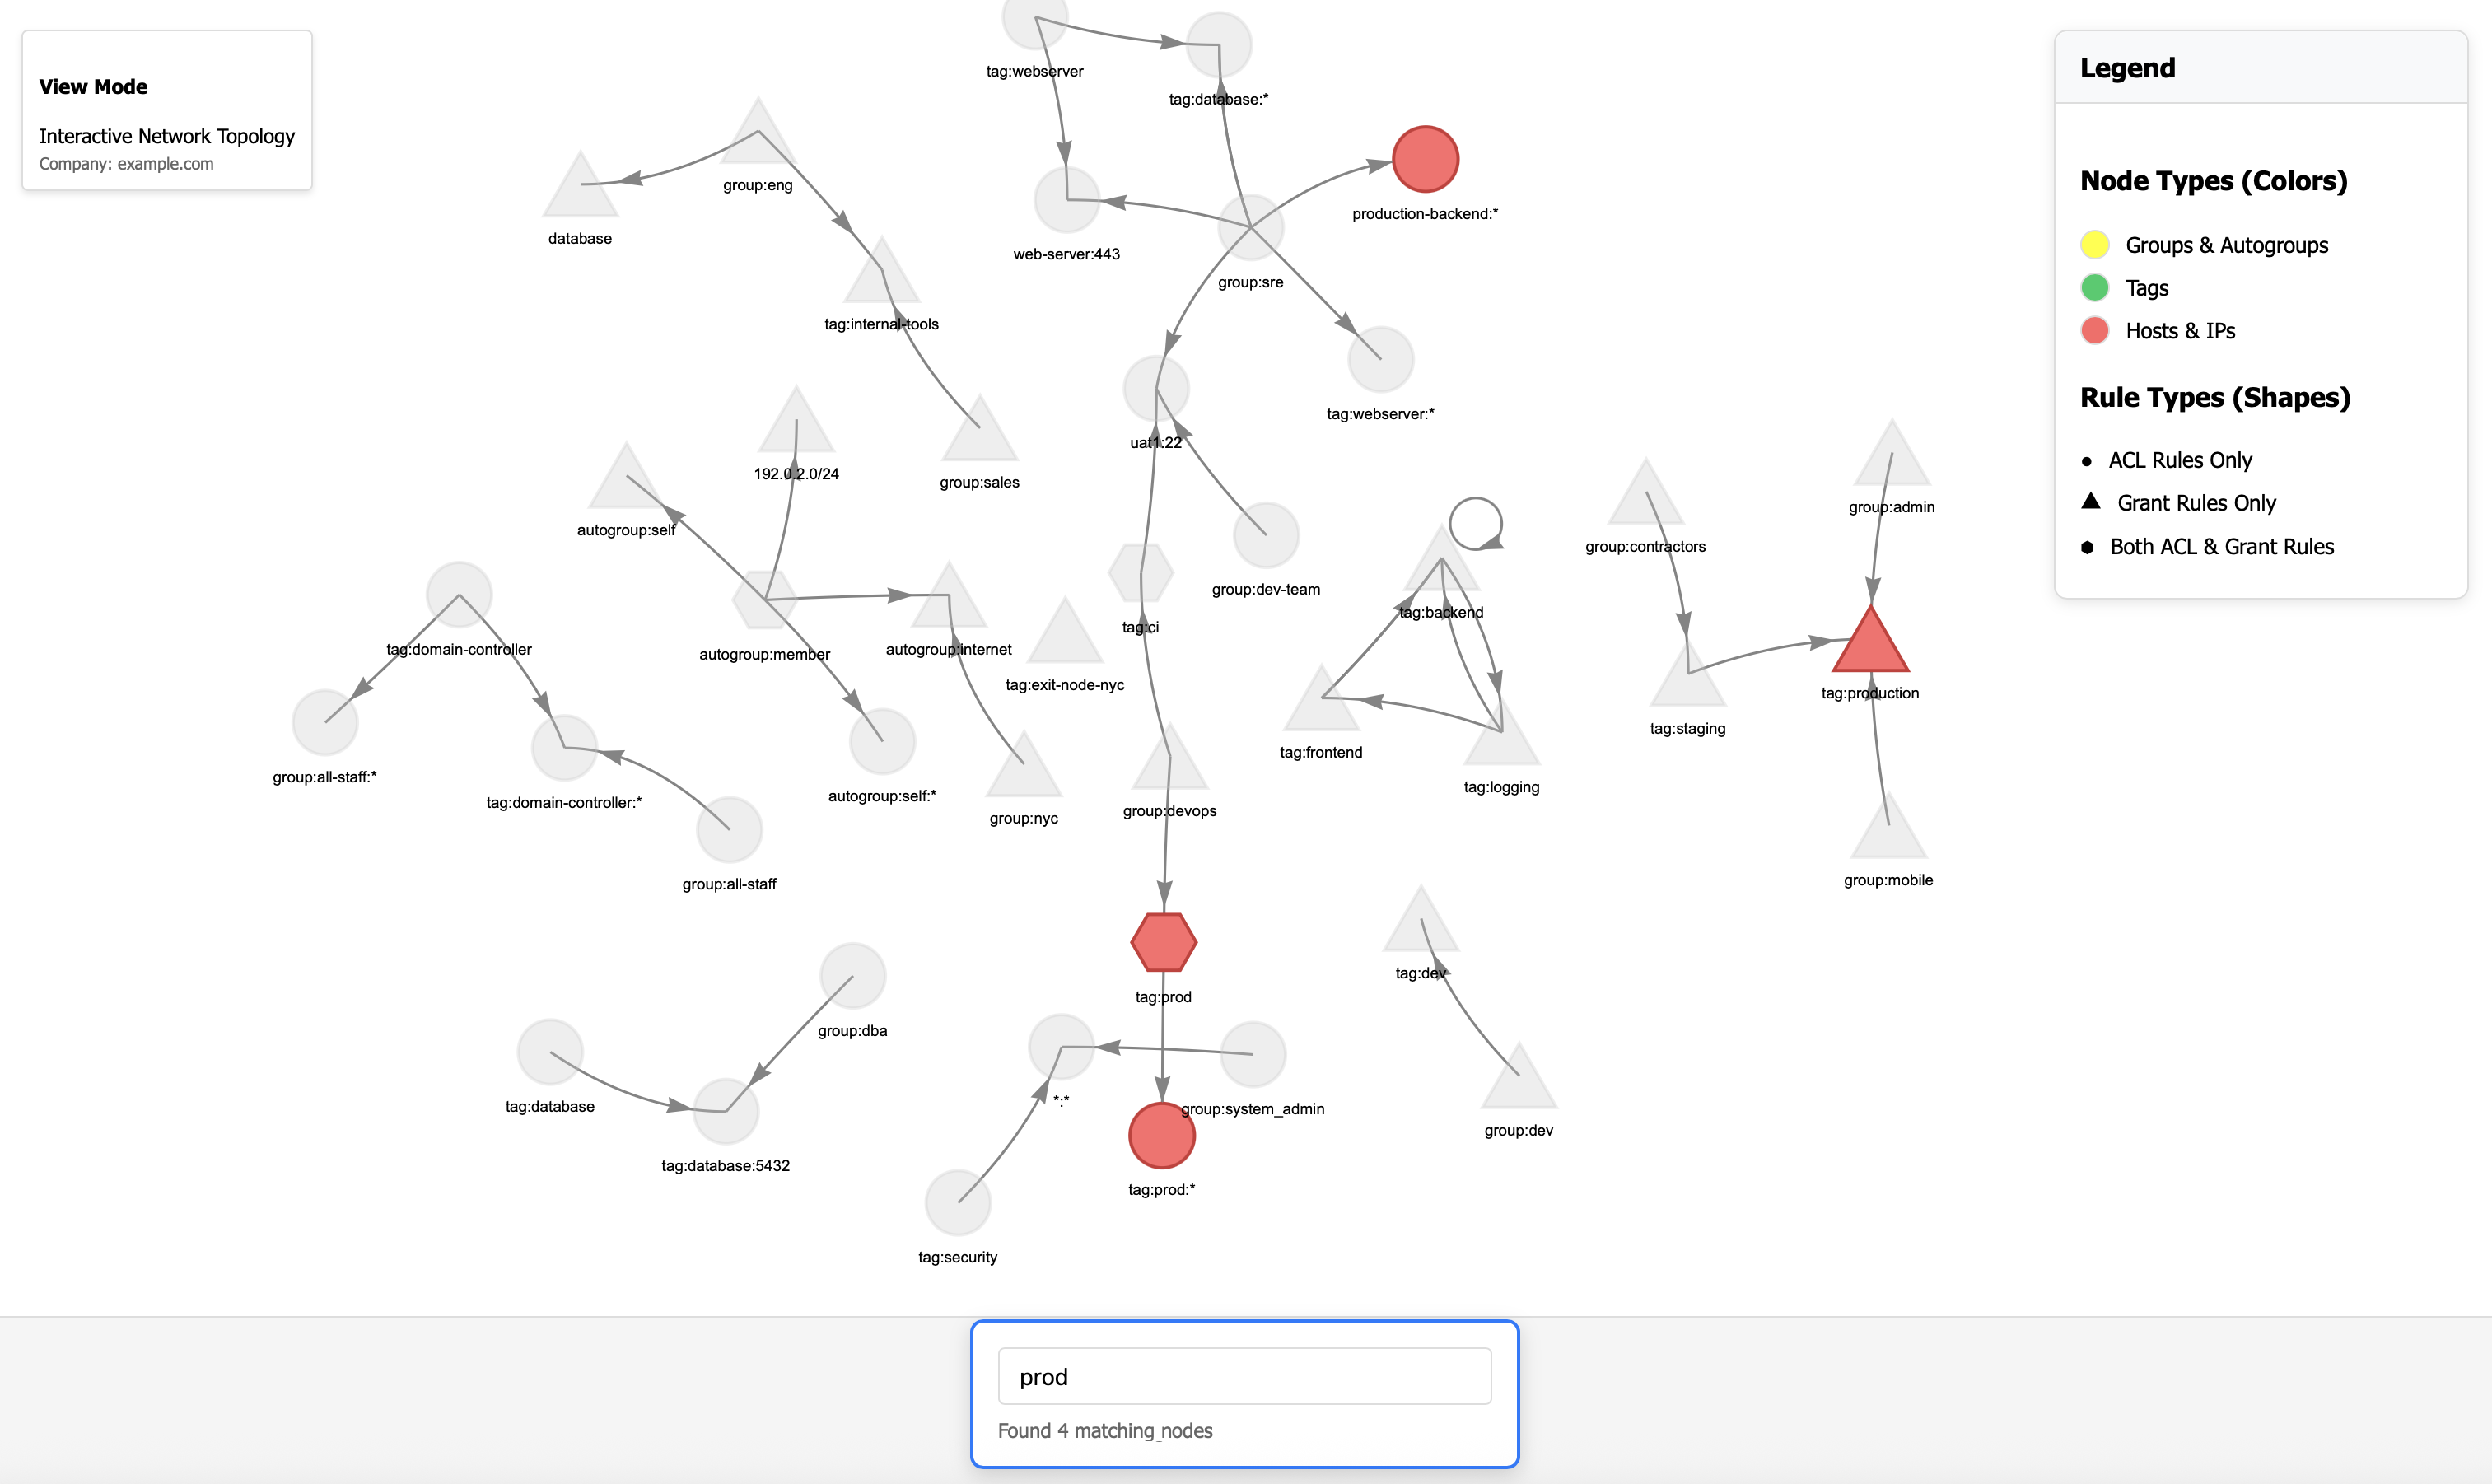 View Mode
Interactive Network Topology
Company: example.com
tag:webserver
tag:database:*
group:eng
database
production-backend:*
web-server:443
group:sre
tag:internal-tools
tag:webserver:*
uat1:22
192.0.2.0/24
group:sales
autogroup:self
group:admin
group:contractors
group:dev-team
tag:backend
tag:ci
tag:domain-controller
autogroup:member
autogroup:internet
tag:exit-node-nyc
tag:production
tag:staging
tag:frontend
group:all-staff:*
tag:logging
autogroup:self:*
tag:domain-controller:*
group:devops
group:nyc
group:mobile
group:all-staff
tag:dev
tag:prod
group:dba
*:*
tag:database
group:system_admin
group:dev
tag:database:5432
tag:prod:*
tag:security
Legend
Node Types (Colors)
Groups & Autogroups
Tags
Hosts & IPs
Rule Types (Shapes)
ACL Rules Only
Grant Rules Only
Both ACL & Grant Rules
prod
Found 4 matching nodes